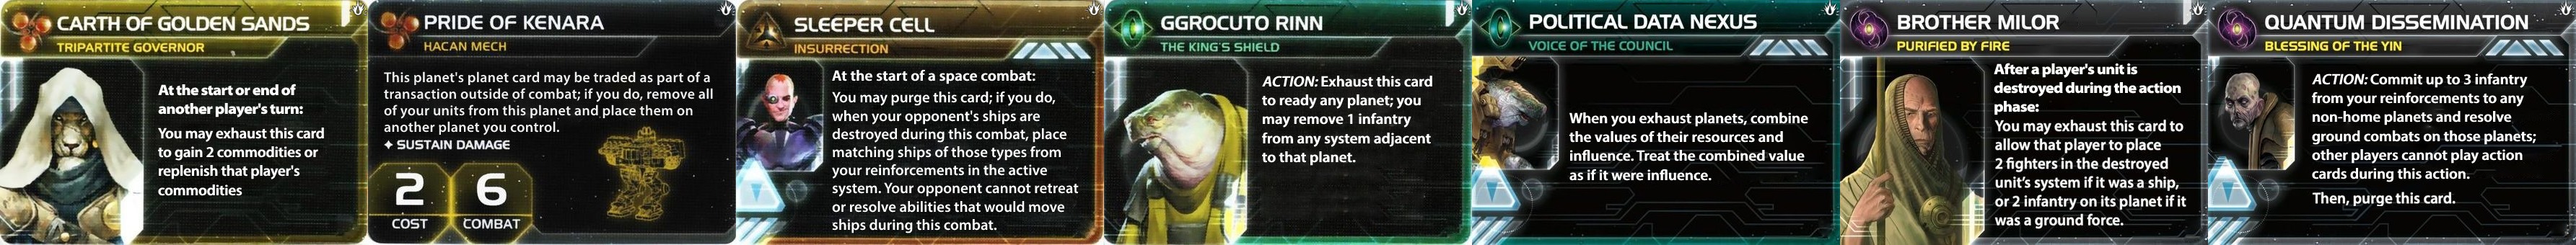 CARTH OF GOLDEN SANDS
TRIPARTITE GOVERNOR
At the start or end of
another player's turn:
You may exhaust this card
to gain 2 commodities or
replenish that player's
commodities
PRIDE OF KENARA
HACAN MECH
This planet's planet card may be traded as part of a
transaction outside of combat; if you do, remove all
of your units from this planet and place them on
another planet you control.
✦ SUSTAIN DAMAGE
2
COST
6
COMBAT
SLEEPER CELL
INSURRECTION
At the start of a space combat:
You may purge this card; if you do,
when your opponent's ships are
destroyed during this combat, place
matching ships of those types from
your reinforcements in the active
system. Your opponent cannot retreat
or resolve abilities that would move
ships during this combat.
GGROCUTO RINN
THE KING'S SHIELD
ACTION: Exhaust this card
to ready any planet; you
may remove 1 infantry
from any system adjacent
to that planet.
POLITICAL DATA NEXUS
VOICE OF THE COUNCIL
When you exhaust planets, combine
the values of their resources and
influence. Treat the combined value
as if it were influence.
BROTHER MILOR
PURIFIED BY FIRE
After a player's unit is
destroyed during the action
phase:
You may exhaust this card to
allow that player to place
2 fighters in the destroyed
unit's system if it was a ship,
or 2 infantry on its planet if it
was a ground force.
QUANTUM DISSEMINATION
BLESSING OF THE YIN
ACTION: Commit up to 3 infantry
from your reinforcements to any
non-home planets and resolve
ground combats on those planets;
other players cannot play action
cards during this action.
Then, purge this card.